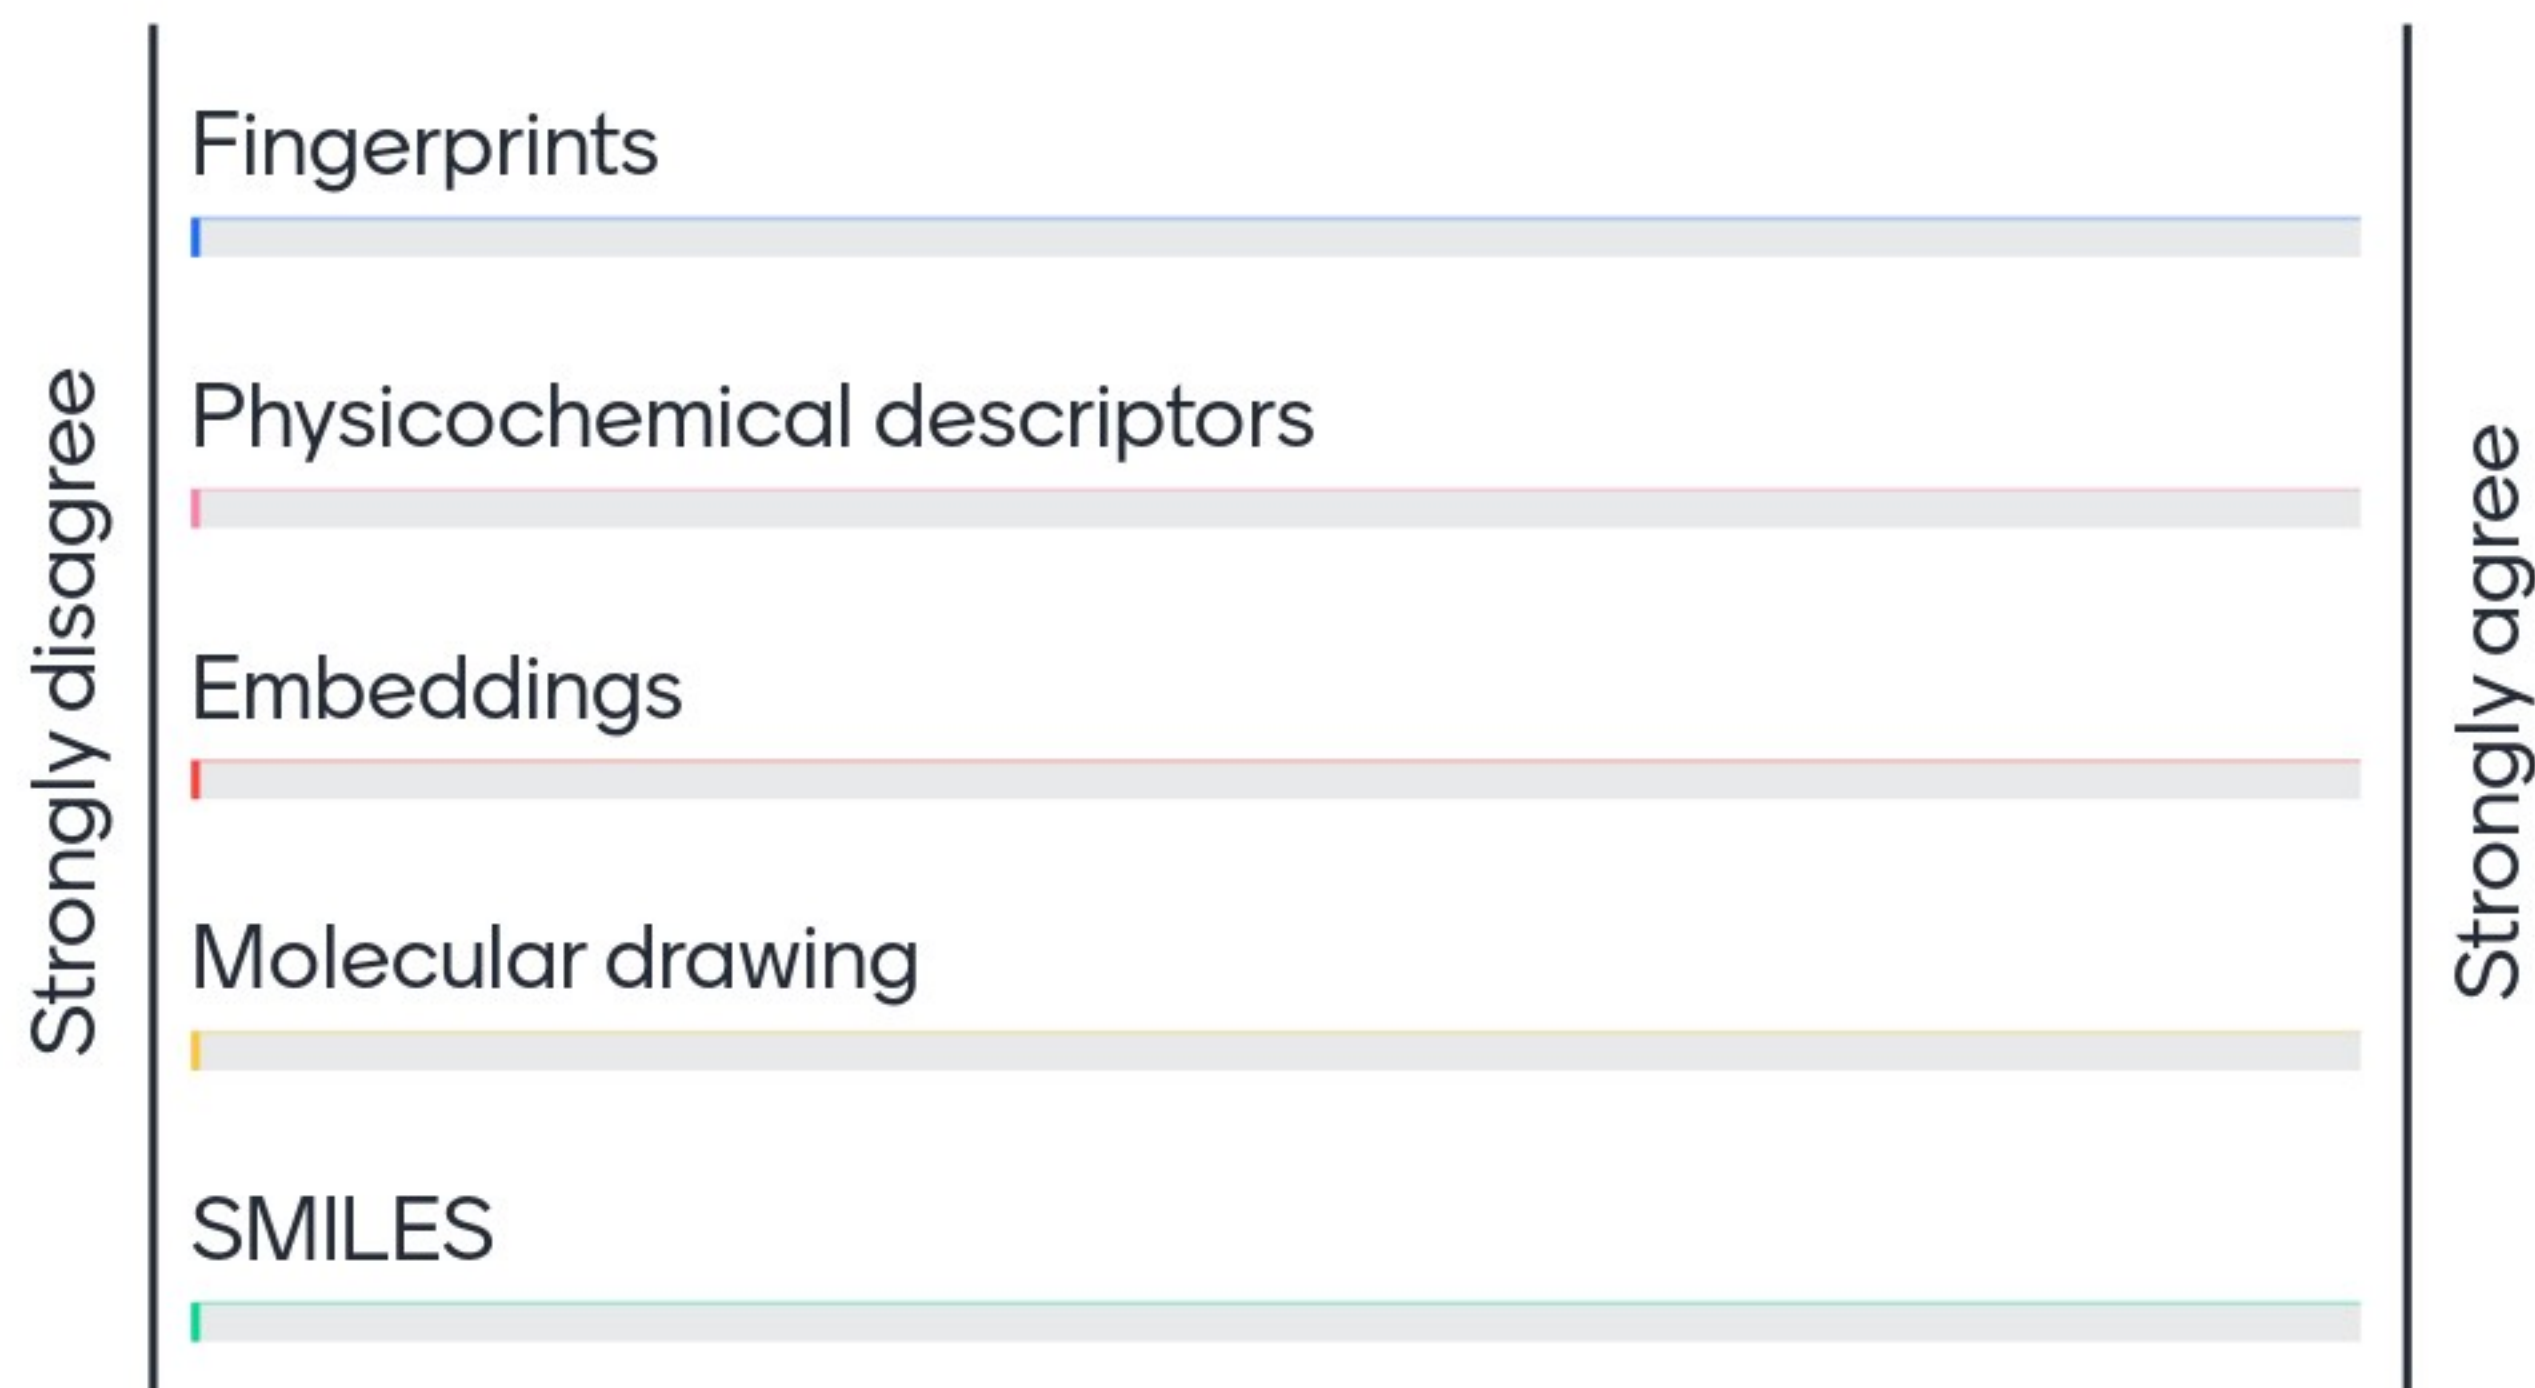 Strongly disagree
Fingerprints
Physicochemical descriptors
Embeddings
Molecular drawing
SMILES
Strongly agree